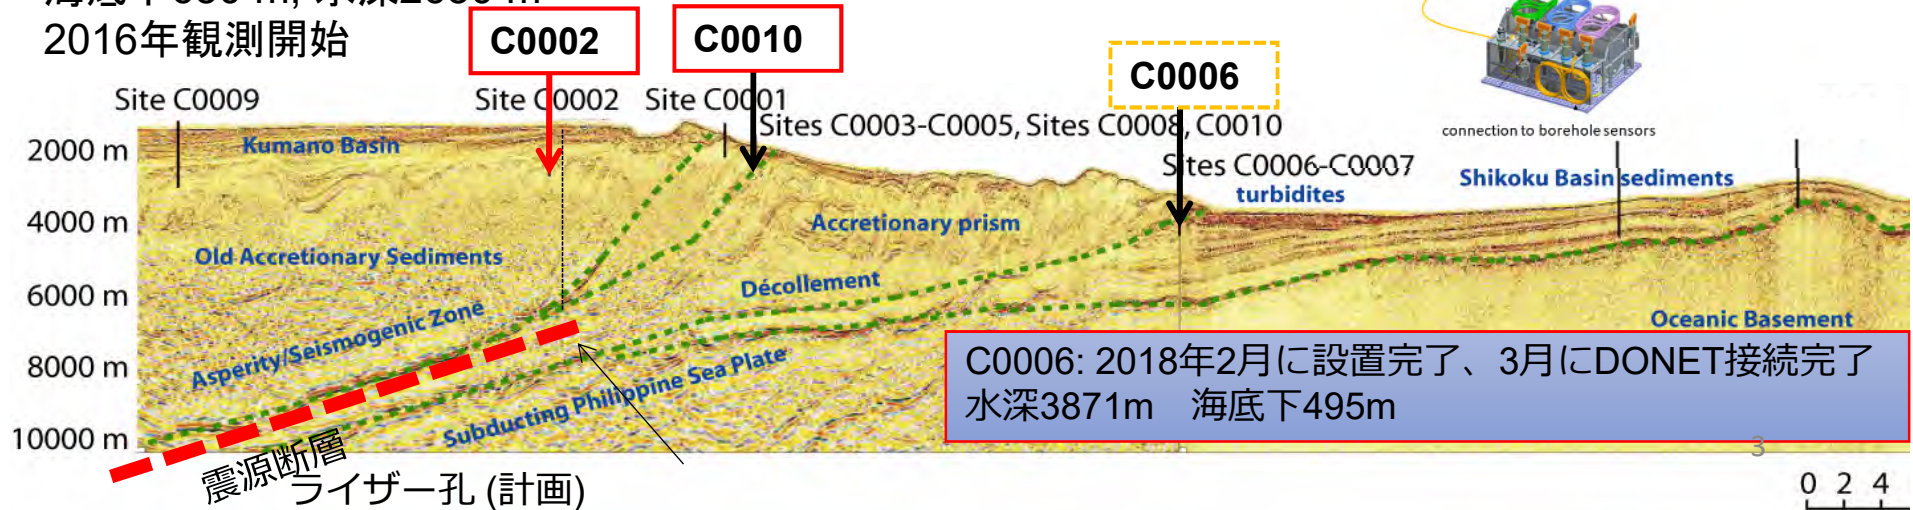 2016年観測開始
C0002
C0010
C0006
Site C0009
Site C0002
Site C0001
Sites C0003-C0005, Sites C0008, C0010
Sites C0006-C0007
connection to borehole sensors
2000 m
4000 m
6000 m
8000 m
10000 m
Kumano Basin
turbidites
Shikoku Basin sediments
Accretionary prism
Old Accretionary Sediments
Décollement
Asperity/Seismogenic Zone
Oceanic Basement
Subducting Philippine Sea Plate
C0006: 2018年2月に設置完了、3月にDONET接続完了
水深3871m 海底下495m
3
震源断層
ライザー孔 (計画)
0 2 4